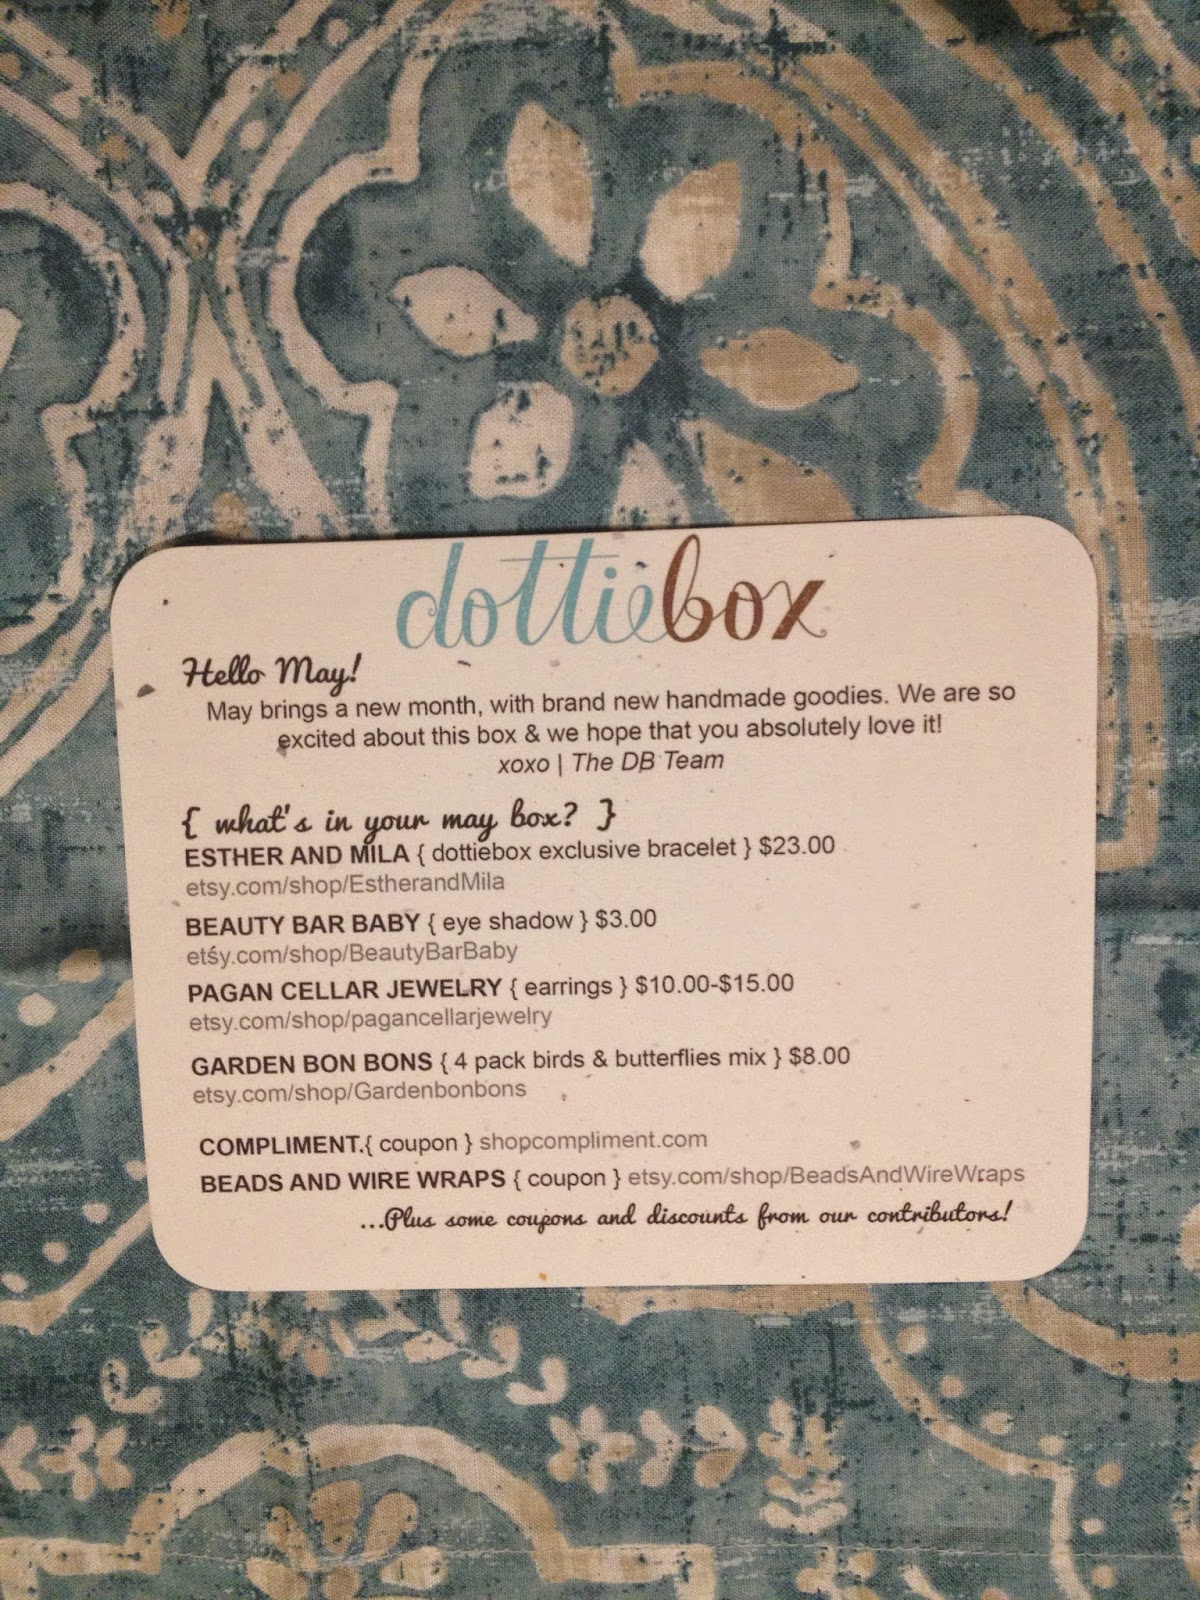 dottiebox
Hello May!
May brings a new month, with brand new handmade goodies. We are so
excited about this box & we hope that you absolutely love it!
xoxo | The DB Team
{ what's in your may box? }
ESTHER AND MILA { dottiebox exclusive bracelet } $23.00
etsy.com/shop/EstherandMila
BEAUTY BAR BABY { eye shadow } $3.00
etsy.com/shop/BeautyBarBaby
PAGAN CELLAR JEWELRY { earrings } $10.00-$15.00
etsy.com/shop/pagancellarjewelry
GARDEN BON BONS { 4 pack birds & butterflies mix } $8.00
etsy.com/shop/Gardenbonbons
COMPLIMENT.{ coupon } shopcompliment.com
BEADS AND WIRE WRAPS { coupon } etsy.com/shop/BeadsAndWireWraps
...Plus some coupons and discounts from our contributors!